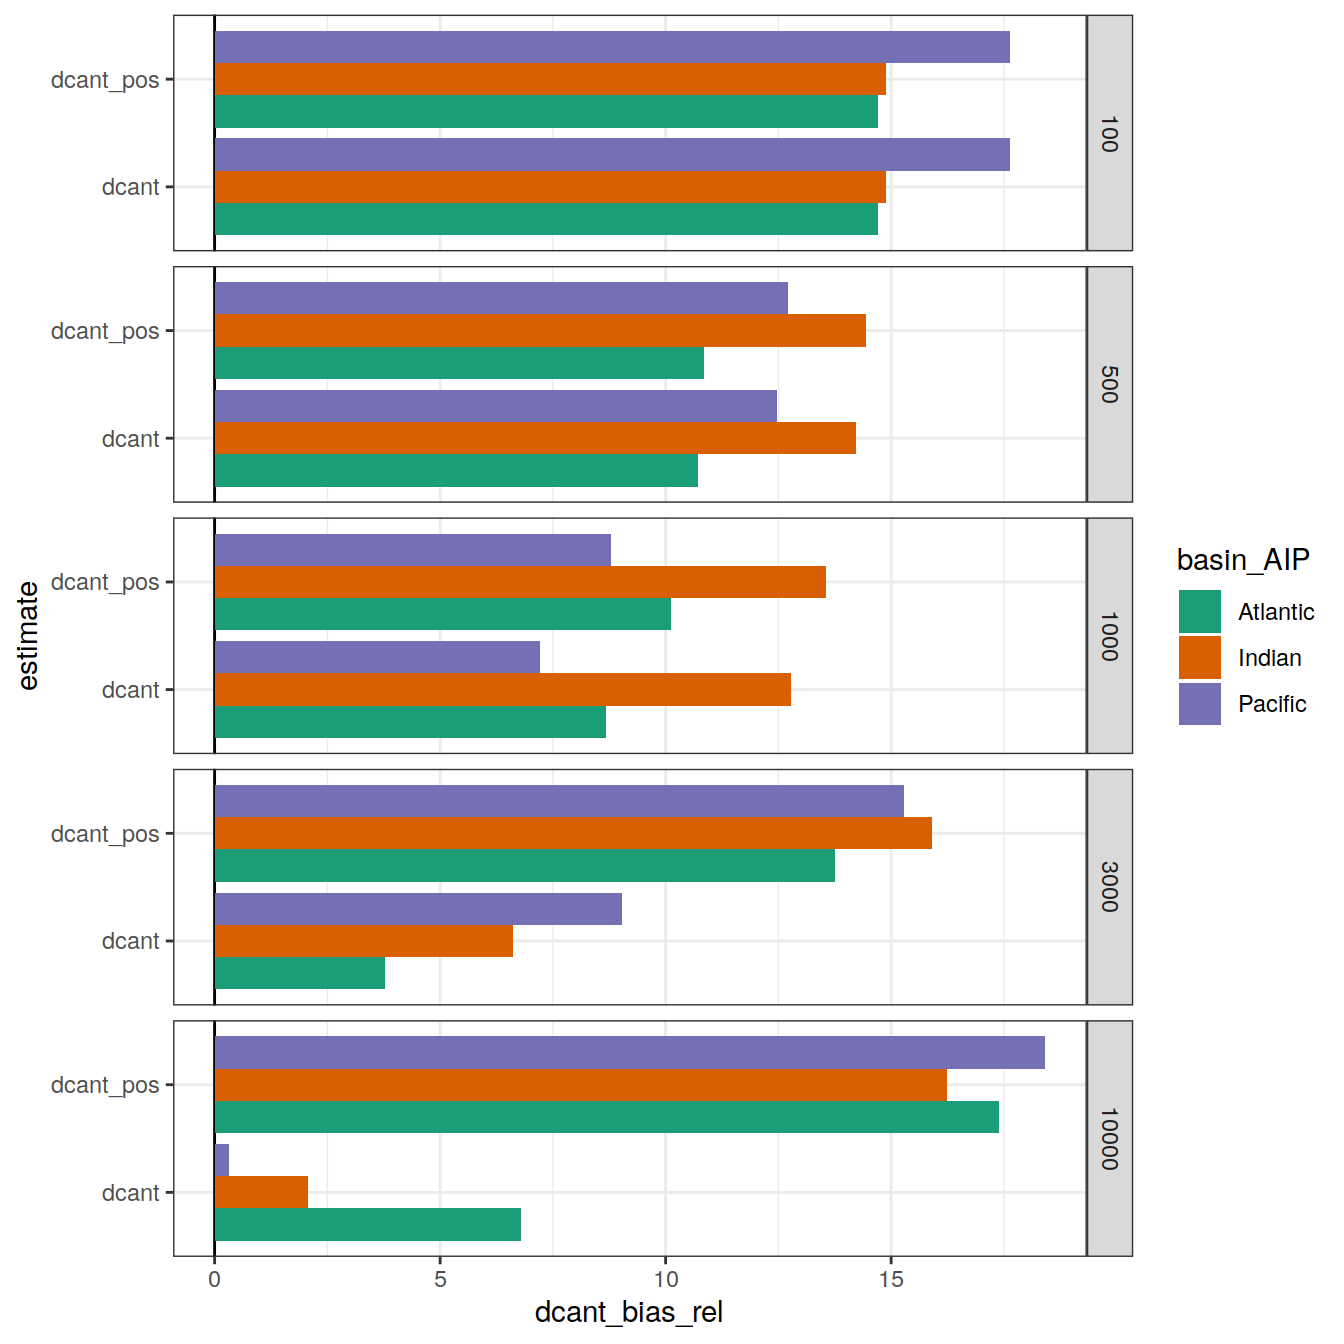 dcant_pos
dcant
100
dcant_pos
dcant
500
dcant_pos
dcant
1000
dcant_pos
dcant
3000
dcant_pos
dcant
10000
0 5 10 15
dcant_bias_rel
estimate
basin_AIP
Atlantic
Indian
Pacific